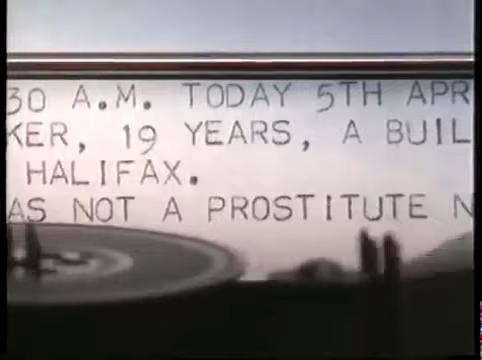 30 A.M. TODAY 5TH APR
KER, 19 YEARS, A BUIL
HALIFAX.
AS NOT A PROSTITUTE N